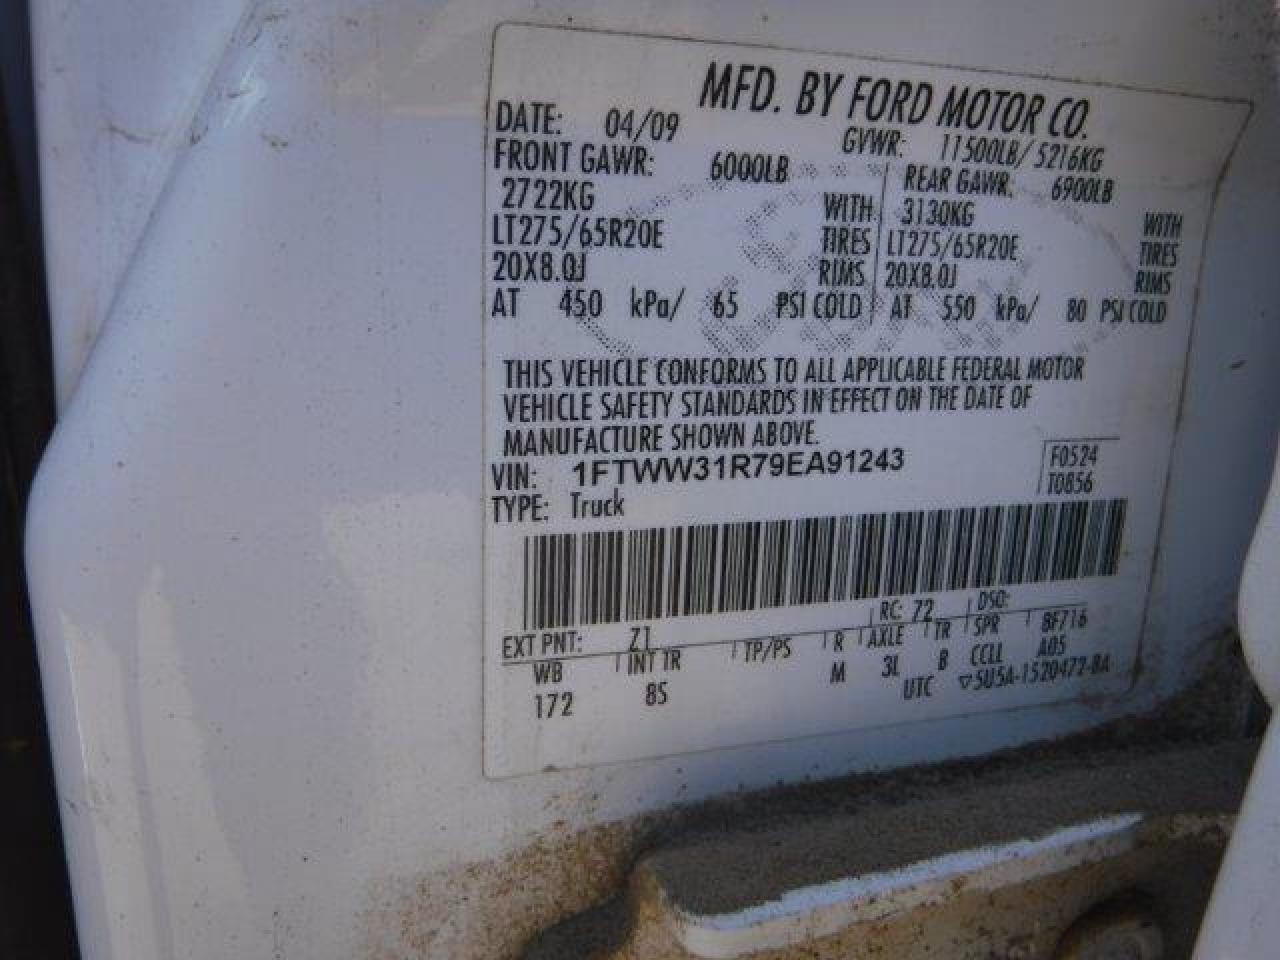 MFD. BY FORD MOTOR CO.
DATE: 04/09 GVWR: 11500LB/ 5216KG
FRONT GAWR: 6000LB REAR GAWR: 6900LB
2722KG WITH 3130KG WITH
LT275/65R20E TIRES LT275/65R20E TIRES
20X8.0J RIMS 20X8.0J RIMS
AT 450 kPa/ 65 PSI COLD AT 550 kPa/ 80 PSI COLD
THIS VEHICLE CONFORMS TO ALL APPLICABLE FEDERAL MOTOR
VEHICLE SAFETY STANDARDS IN EFFECT ON THE DATE OF
MANUFACTURE SHOWN ABOVE.
VIN: 1FTWW31R79EA91243 F0524
TYPE: Truck T0856
EXT PNT: Z1 RC: 72 DSO:
WB INT TR TP/PS R AXLE TR SPR BF716
172 8S M 3L B CCLL A05
UTC ▽5U5A-1520472-BA